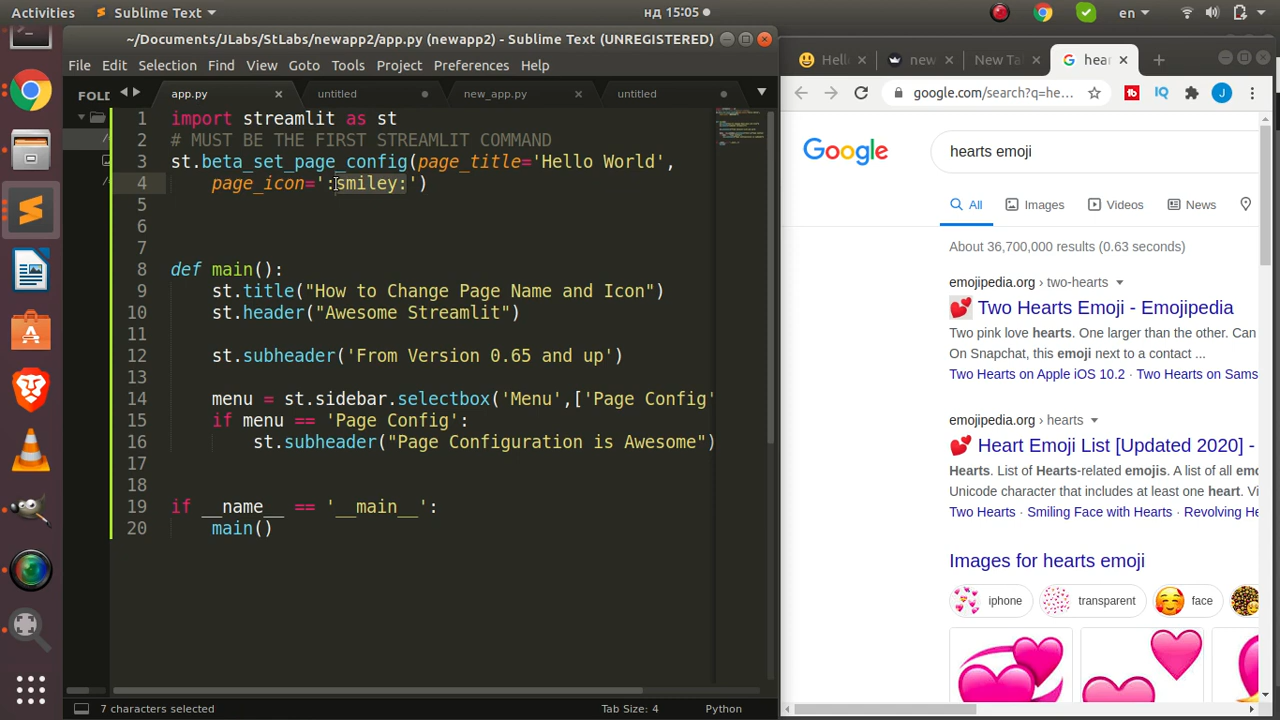 Activities
Sublime Text
нд 15:05
en
~/Documents/JLabs/StLabs/newapp2/app.py (newapp2) - Sublime Text (UNREGISTERED)
File Edit Selection Find View Goto Tools Project Preferences Help
FOLD
app.py
untitled
new_app.py
untitled
1 import streamlit as st
2 # MUST BE THE FIRST STREAMLIT COMMAND
3 st.beta_set_page_config(page_title='Hello World',
4 page_icon=':smiley:')
5
6
7
8 def main():
9 st.title("How to Change Page Name and Icon")
10 st.header("Awesome Streamlit")
11
12 st.subheader('From Version 0.65 and up')
13
14 menu = st.sidebar.selectbox('Menu',['Page Config'
15 if menu == 'Page Config':
16 st.subheader("Page Configuration is Awesome")
17
18
19 if __name__ == '__main__':
20 main()
7 characters selected
Tab Size: 4
Python
Hello
new
New Ta
hear
google.com/search?q=he...
J
Google
hearts emoji
All
Images
Videos
News
About 36,700,000 results (0.63 seconds)
emojipedia.org › two-hearts
Two Hearts Emoji - Emojipedia
Two pink love hearts. One larger than the other. Can
On Snapchat, this emoji next to a contact ...
Two Hearts on Apple iOS 10.2 · Two Hearts on Sams
emojipedia.org › hearts
Heart Emoji List [Updated 2020] -
Hearts. List of Hearts-related emojis. A list of all emo
Unicode character that includes at least one heart. Vi
Two Hearts · Smiling Face with Hearts · Revolving He
Images for hearts emoji
iphone
transparent
face